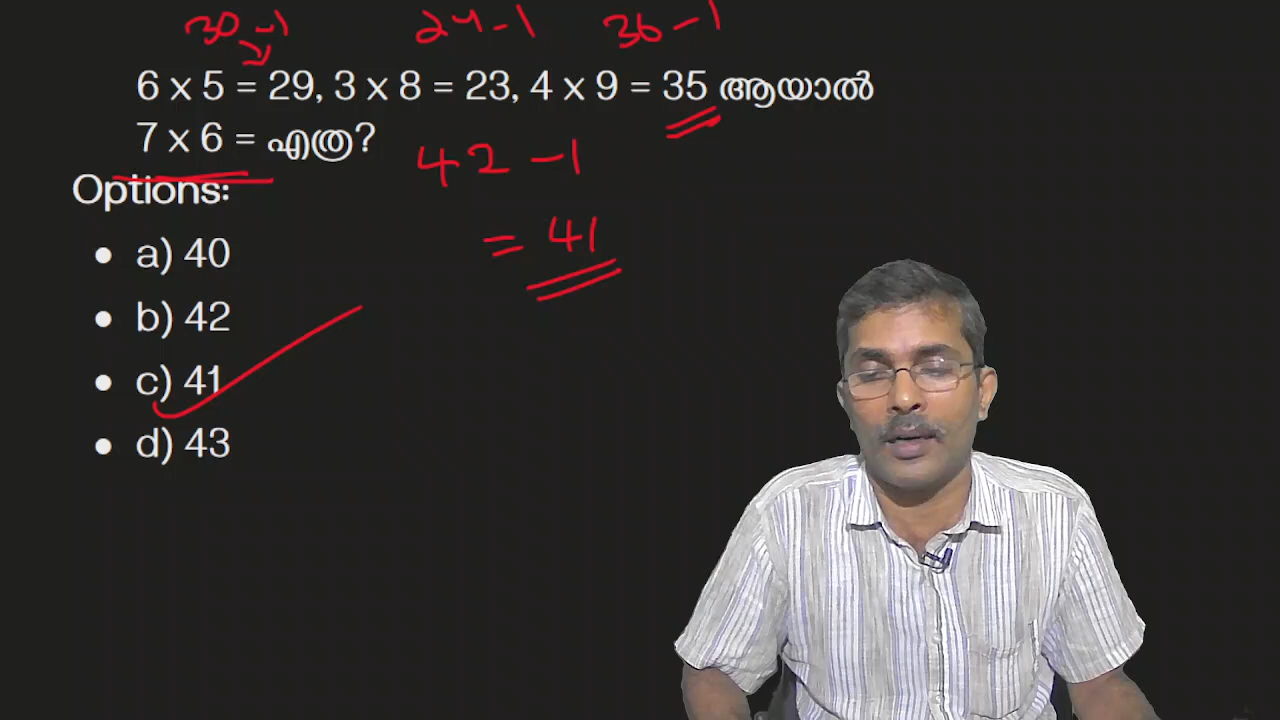 30 -1 24-1 36-1
6 x 5 = 29, 3 x 8 = 23, 4 x 9 = 35 ആയാൽ
7 x 6 = എത്ര?
42 -1
Options:
= 41
• a) 40
• b) 42
• c) 41
• d) 43